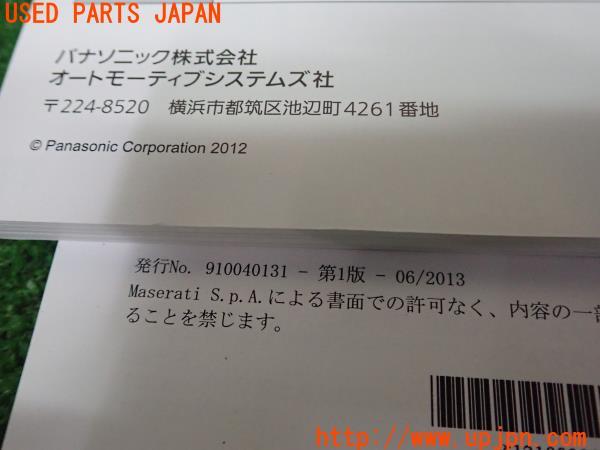 USED PARTS JAPAN
パナソニック株式会社
オートモーティブシステムズ社
〒224-8520 横浜市都筑区池辺町4261番地
© Panasonic Corporation 2012
発行No. 910040131 - 第1版 - 06/2013
Maserati S.p.A.による書面での許可なく、内容の一部
ることを禁じます。
http://www.upjpn.com/